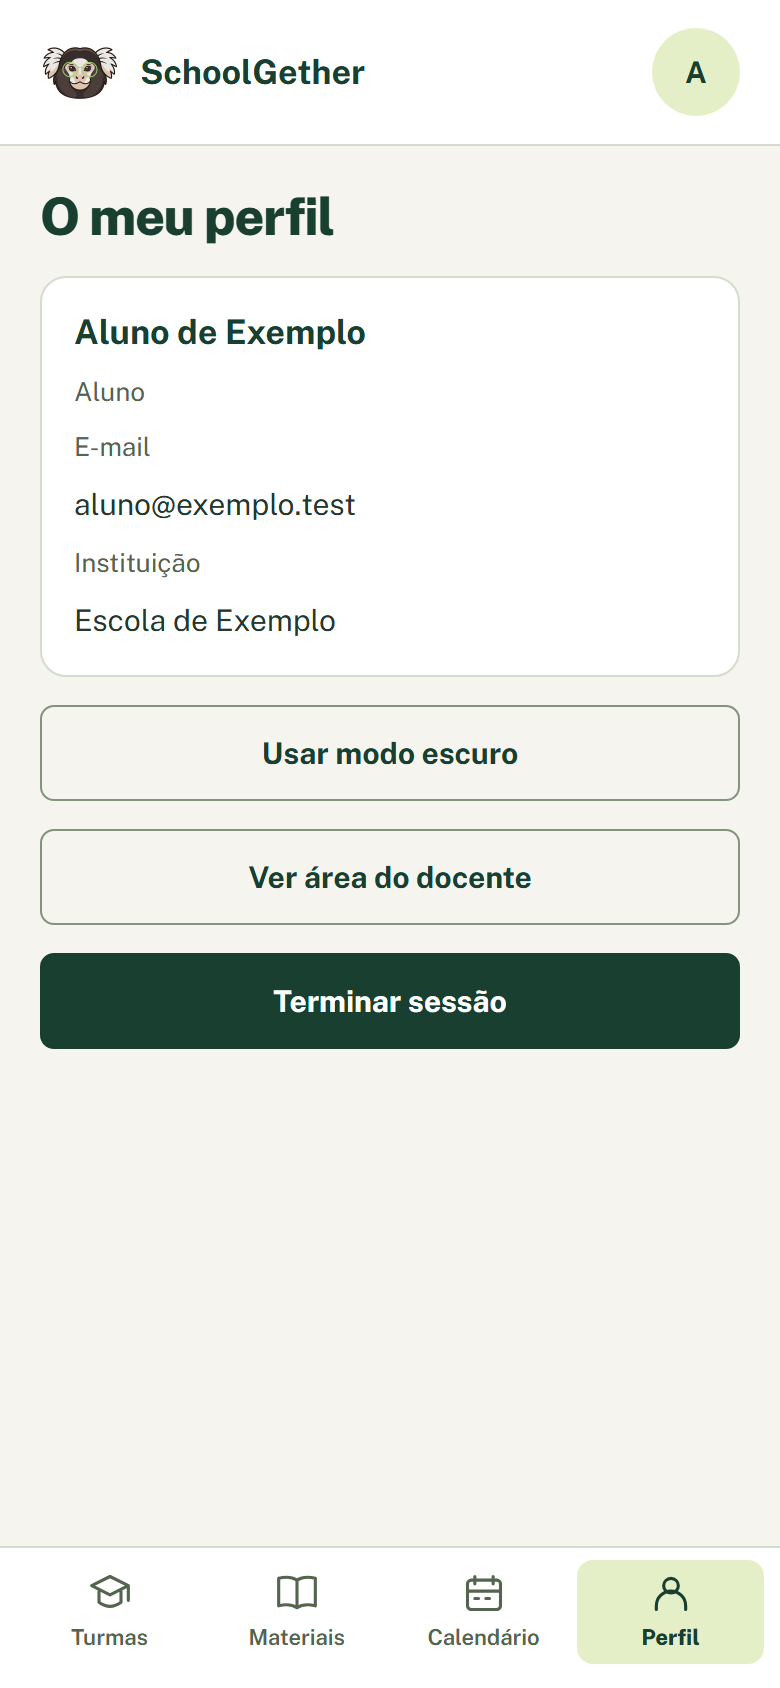 SchoolGether
A
O meu perfil
Aluno de Exemplo
Aluno
E-mail
aluno@exemplo.test
Instituição
Escola de Exemplo
Usar modo escuro
Ver área do docente
Terminar sessão
Turmas
Materiais
Calendário
Perfil